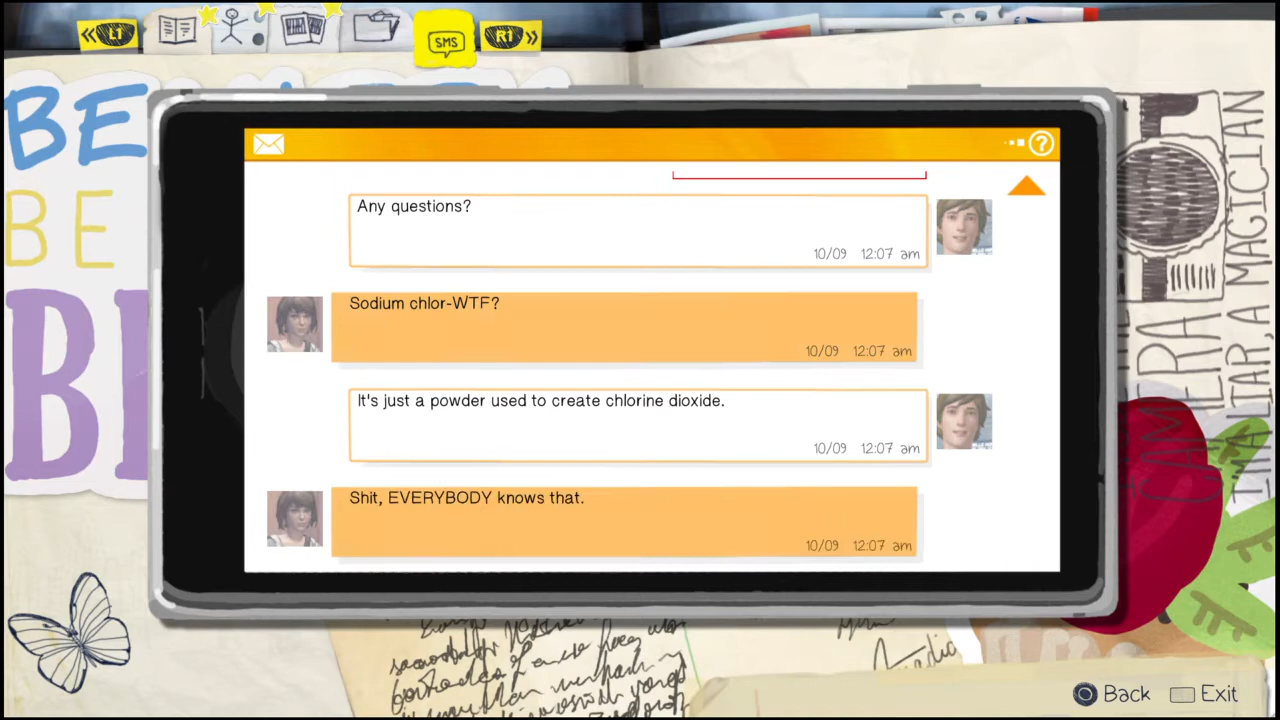 L1
SMS
R1
BE
BE
Any questions?
10/09 12:07 am
Sodium chlor-WTF?
10/09 12:07 am
It's just a powder used to create chlorine dioxide.
10/09 12:07 am
Shit, EVERYBODY knows that.
10/09 12:07 am
CAMERA
I'M A LIAR, A MAGICIAN
Back
Exit